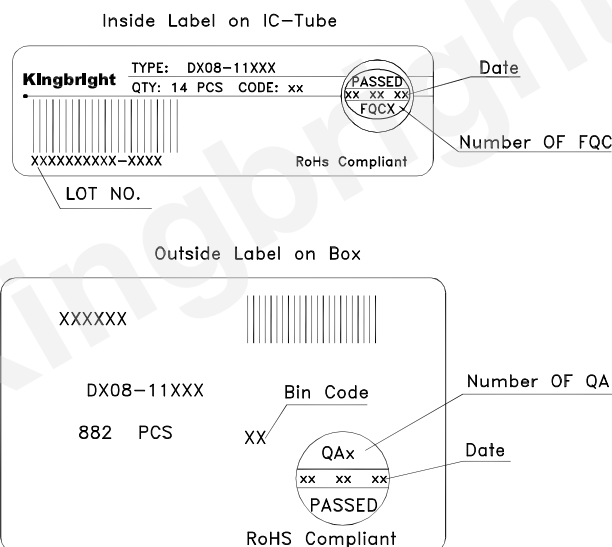 Inside Label on IC-Tube
Kingbright
TYPE: DX08-11XXX
QTY: 14 PCS CODE: xx
PASSED
xx xx xx
FQCX
Date
Number OF FQC
XXXXXXXXXX-XXXX
RoHs Compliant
LOT NO.
Outside Label on Box
XXXXXX
DX08-11XXX
Bin Code
Number OF QA
882 PCS
XX
QAx
Date
xx xx xx
PASSED
RoHS Compliant
Kingbright